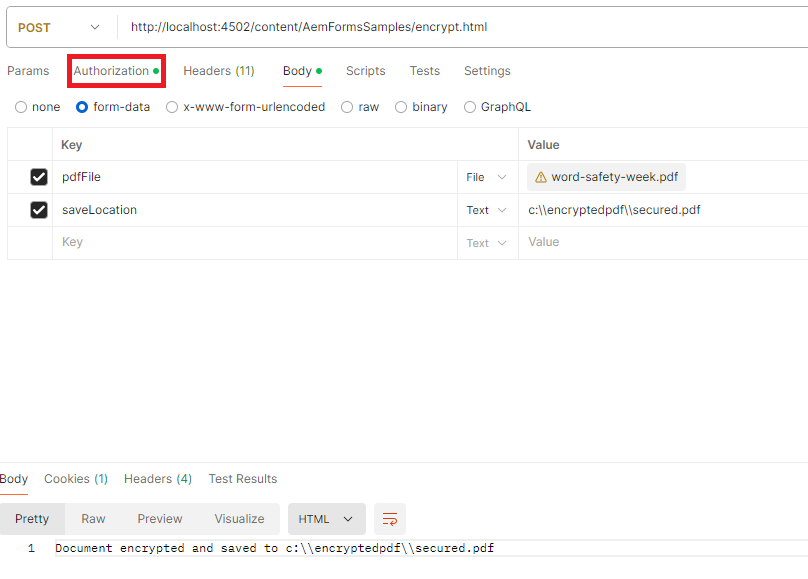 POST http://localhost:4502/content/AemFormsSamples/encrypt.html
Params Authorization Headers (11) Body Scripts Tests Settings
none form-data x-www-form-urlencoded raw binary GraphQL
Key Value
pdfFile File word-safety-week.pdf
saveLocation Text c:\\encryptedpdf\\secured.pdf
Key Text Value
Body Cookies (1) Headers (4) Test Results
Pretty Raw Preview Visualize HTML
1 Document encrypted and saved to c:\\encryptedpdf\\secured.pdf